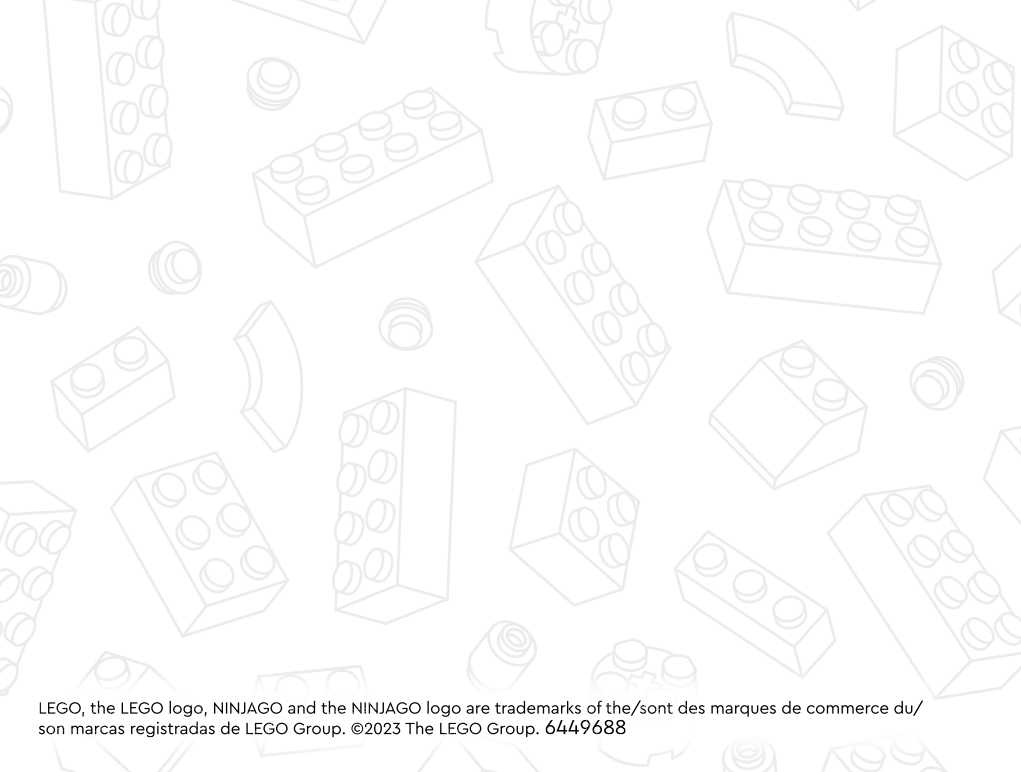 LEGO, the LEGO logo, NINJAGO and the NINJAGO logo are trademarks of the/sont des marques de commerce du/
son marcas registradas de LEGO Group. ©2023 The LEGO Group. 6449688